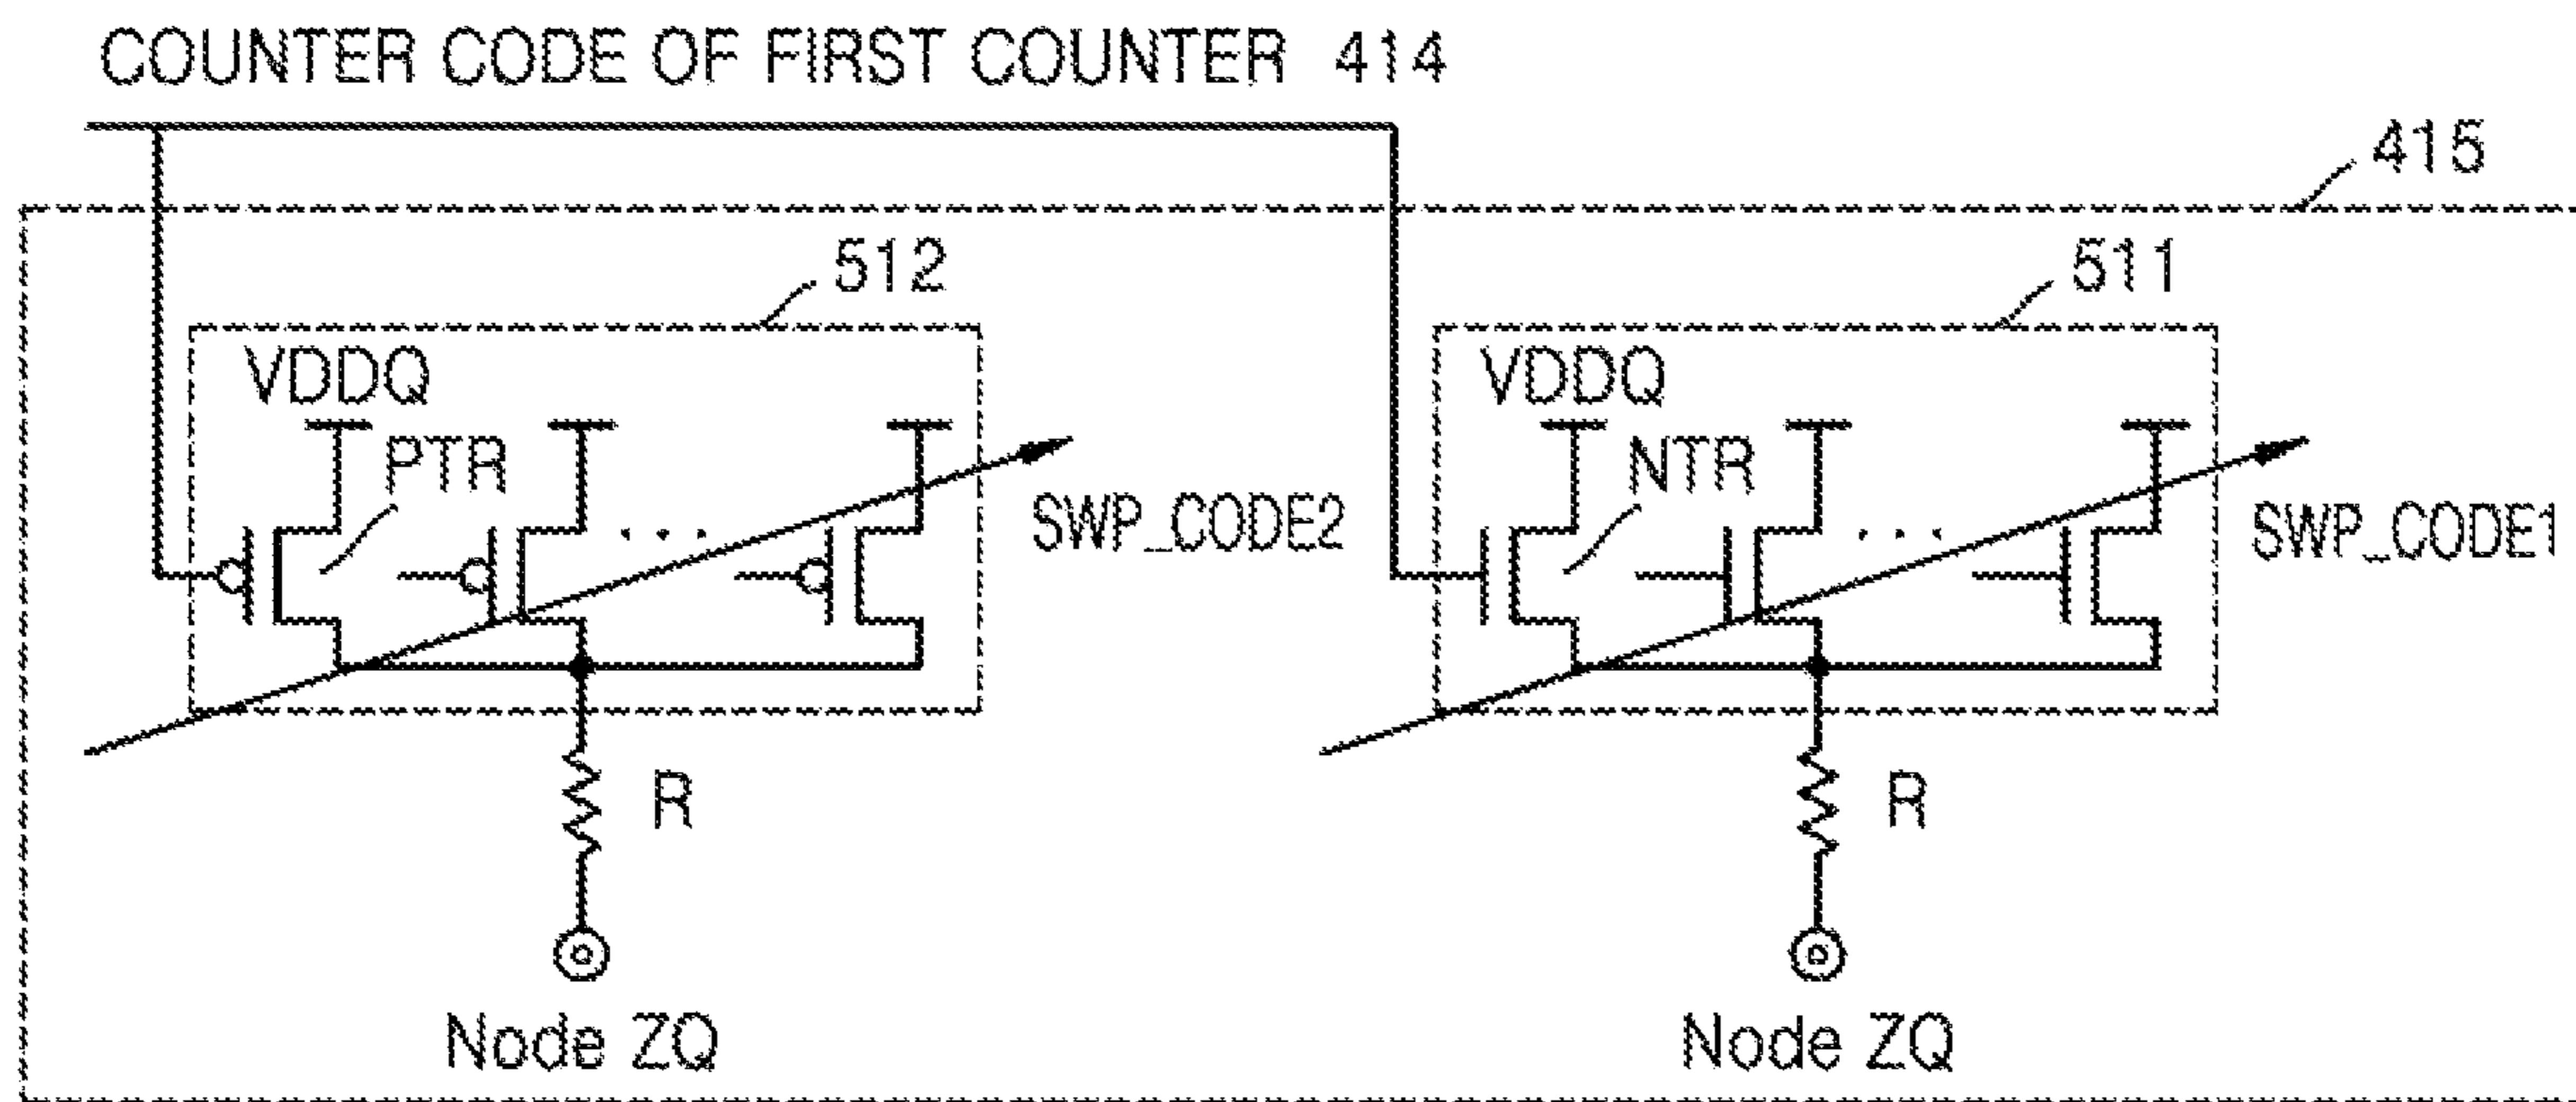 COUNTER CODE OF FIRST COUNTER 414
415
512
511
VDDQ
VDDQ
PTR
NTR
SWP_CODE2
SWP_CODE1
R
R
Node ZQ
Node ZQ